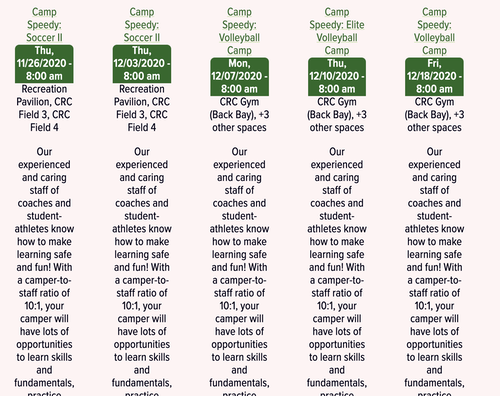 Camp
Speedy:
Soccer II
Thu,
11/26/2020 -
8:00 am
Recreation
Pavilion, CRC
Field 3, CRC
Field 4
Our
experienced
and caring
staff of
coaches and
student-
athletes know
how to make
learning safe
and fun! With
a camper-to-
staff ratio of
10:1, your
camper will
have lots of
opportunities
to learn skills
and
fundamentals,
practice
Camp
Speedy:
Soccer II
Thu,
12/03/2020 -
8:00 am
Recreation
Pavilion, CRC
Field 3, CRC
Field 4
Our
experienced
and caring
staff of
coaches and
student-
athletes know
how to make
learning safe
and fun! With
a camper-to-
staff ratio of
10:1, your
camper will
have lots of
opportunities
to learn skills
and
fundamentals,
practice
Camp
Speedy:
Volleyball
Camp
Mon,
12/07/2020 -
8:00 am
CRC Gym
(Back Bay), +3
other spaces
Our
experienced
and caring
staff of
coaches and
student-
athletes know
how to make
learning safe
and fun! With
a camper-to-
staff ratio of
10:1, your
camper will
have lots of
opportunities
to learn skills
and
fundamentals,
practice
Camp
Speedy: Elite
Volleyball
Camp
Thu,
12/10/2020 -
8:00 am
CRC Gym
(Back Bay), +3
other spaces
Our
experienced
and caring
staff of
coaches and
student-
athletes know
how to make
learning safe
and fun! With
a camper-to-
staff ratio of
10:1, your
camper will
have lots of
opportunities
to learn skills
and
fundamentals,
practice
Camp
Speedy:
Volleyball
Camp
Fri,
12/18/2020 -
8:00 am
CRC Gym
(Back Bay), +3
other spaces
Our
experienced
and caring
staff of
coaches and
student-
athletes know
how to make
learning safe
and fun! With
a camper-to-
staff ratio of
10:1, your
camper will
have lots of
opportunities
to learn skills
and
fundamentals,
practice